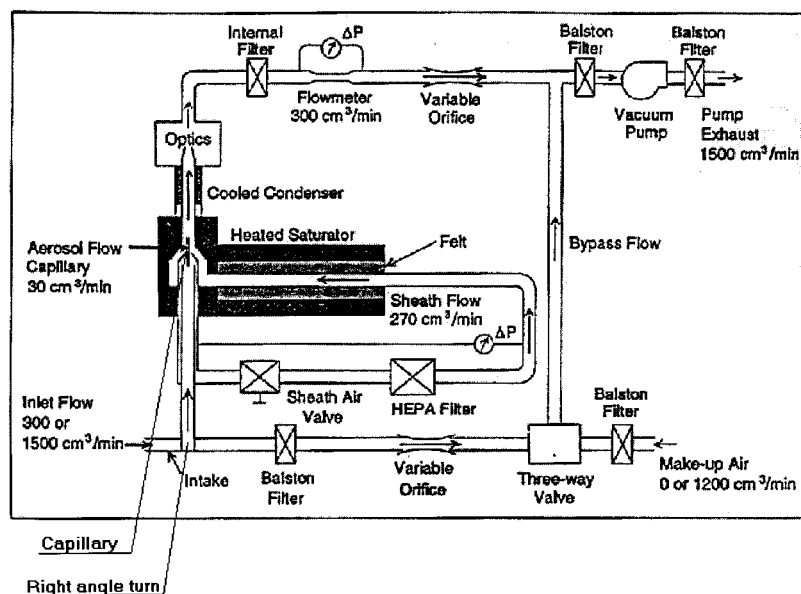 Internal
Filter
ΔP
Flowmeter
300 cm³/min
Variable
Orifice
Balston
Filter
Balston
Filter
Vacuum
Pump
Pump
Exhaust
1500 cm³/min
Optics
Cooled Condenser
Heated Saturator
Felt
Aerosol Flow
Capillary
30 cm³/min
Bypass Flow
Sheath Flow
270 cm³/min
ΔP
Sheath Air
Valve
HEPA Filter
Inlet Flow
300 or
1500 cm³/min
Intake
Balston
Filter
Variable
Orifice
Three-way
Valve
Balston
Filter
Make-up Air
0 or 1200 cm³/min
Capillary
Right angle turn